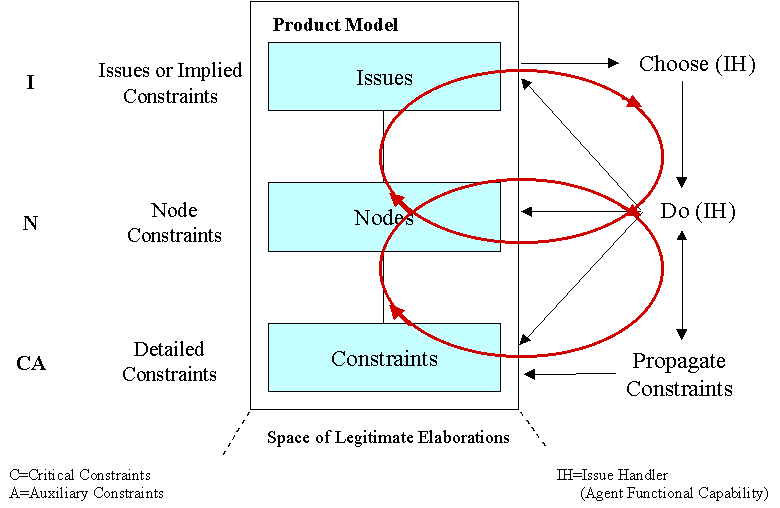 Product Model
I
Issues or Implied
Constraints
Issues
Choose (IH)
N
Node
Constraints
Nodes
Do (IH)
CA
Detailed
Constraints
Constraints
Propagate
Constraints
Space of Legitimate Elaborations
C=Critical Constraints
A=Auxiliary Constraints
IH=Issue Handler
(Agent Functional Capability)